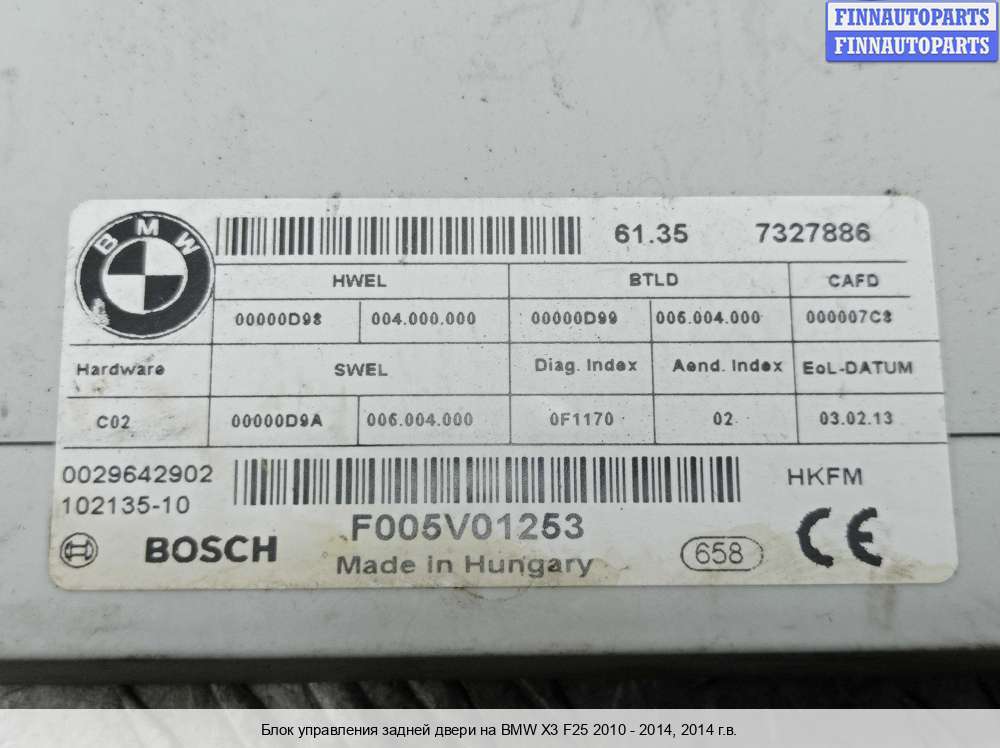 FINNAUTOPARTS
FINNAUTOPARTS
BMW
61.35 7327886
HWEL BTLD CAFD
00000D98 004.000.000 00000D99 006.004.000 000007C8
Hardware SWEL Diag. Index Aend. Index EoL-DATUM
C02 00000D9A 006.004.000 0F1170 02 03.02.13
0029642902
HKFM
102135-10
F005V01253
BOSCH
Made in Hungary
658
CE
Блок управления задней двери на BMW X3 F25 2010 - 2014, 2014 г.в.